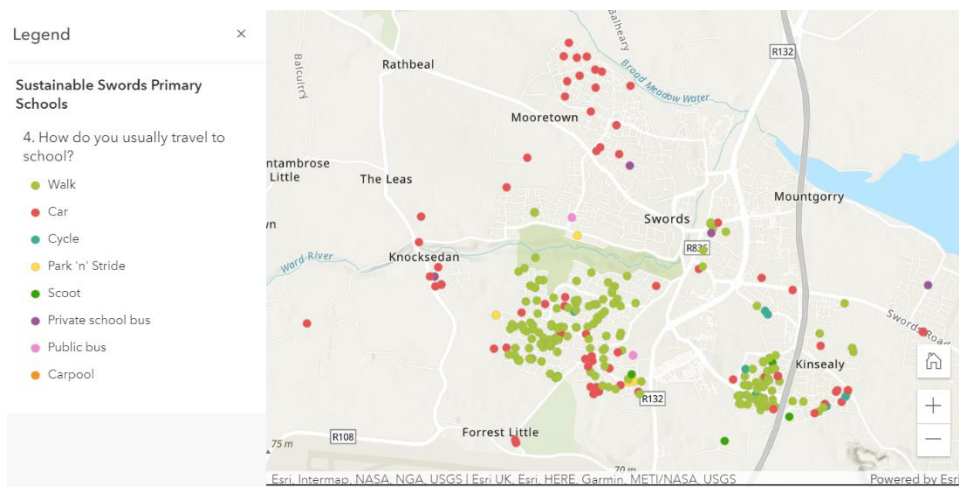 Legend ×
Sustainable Swords Primary
Schools
4. How do you usually travel to
school?
Walk
Car
Cycle
Park 'n' Stride
Scoot
Private school bus
Public bus
Carpool
Balheary
Balcultry
R132
Rathbeal
Broad Meadow Water
Mooretown
ntambrose
Little
The Leas
Mountgorry
Swords
wn
R836
Ward River
Knocksedan
Swords Road
Kinsealy
R132
+
Forrest Little
R108
75 m
70 m
−
Esri, Intermap, NASA, NGA, USGS | Esri UK, Esri, HERE, Garmin, METI/NASA, USGS
Powered by Esri